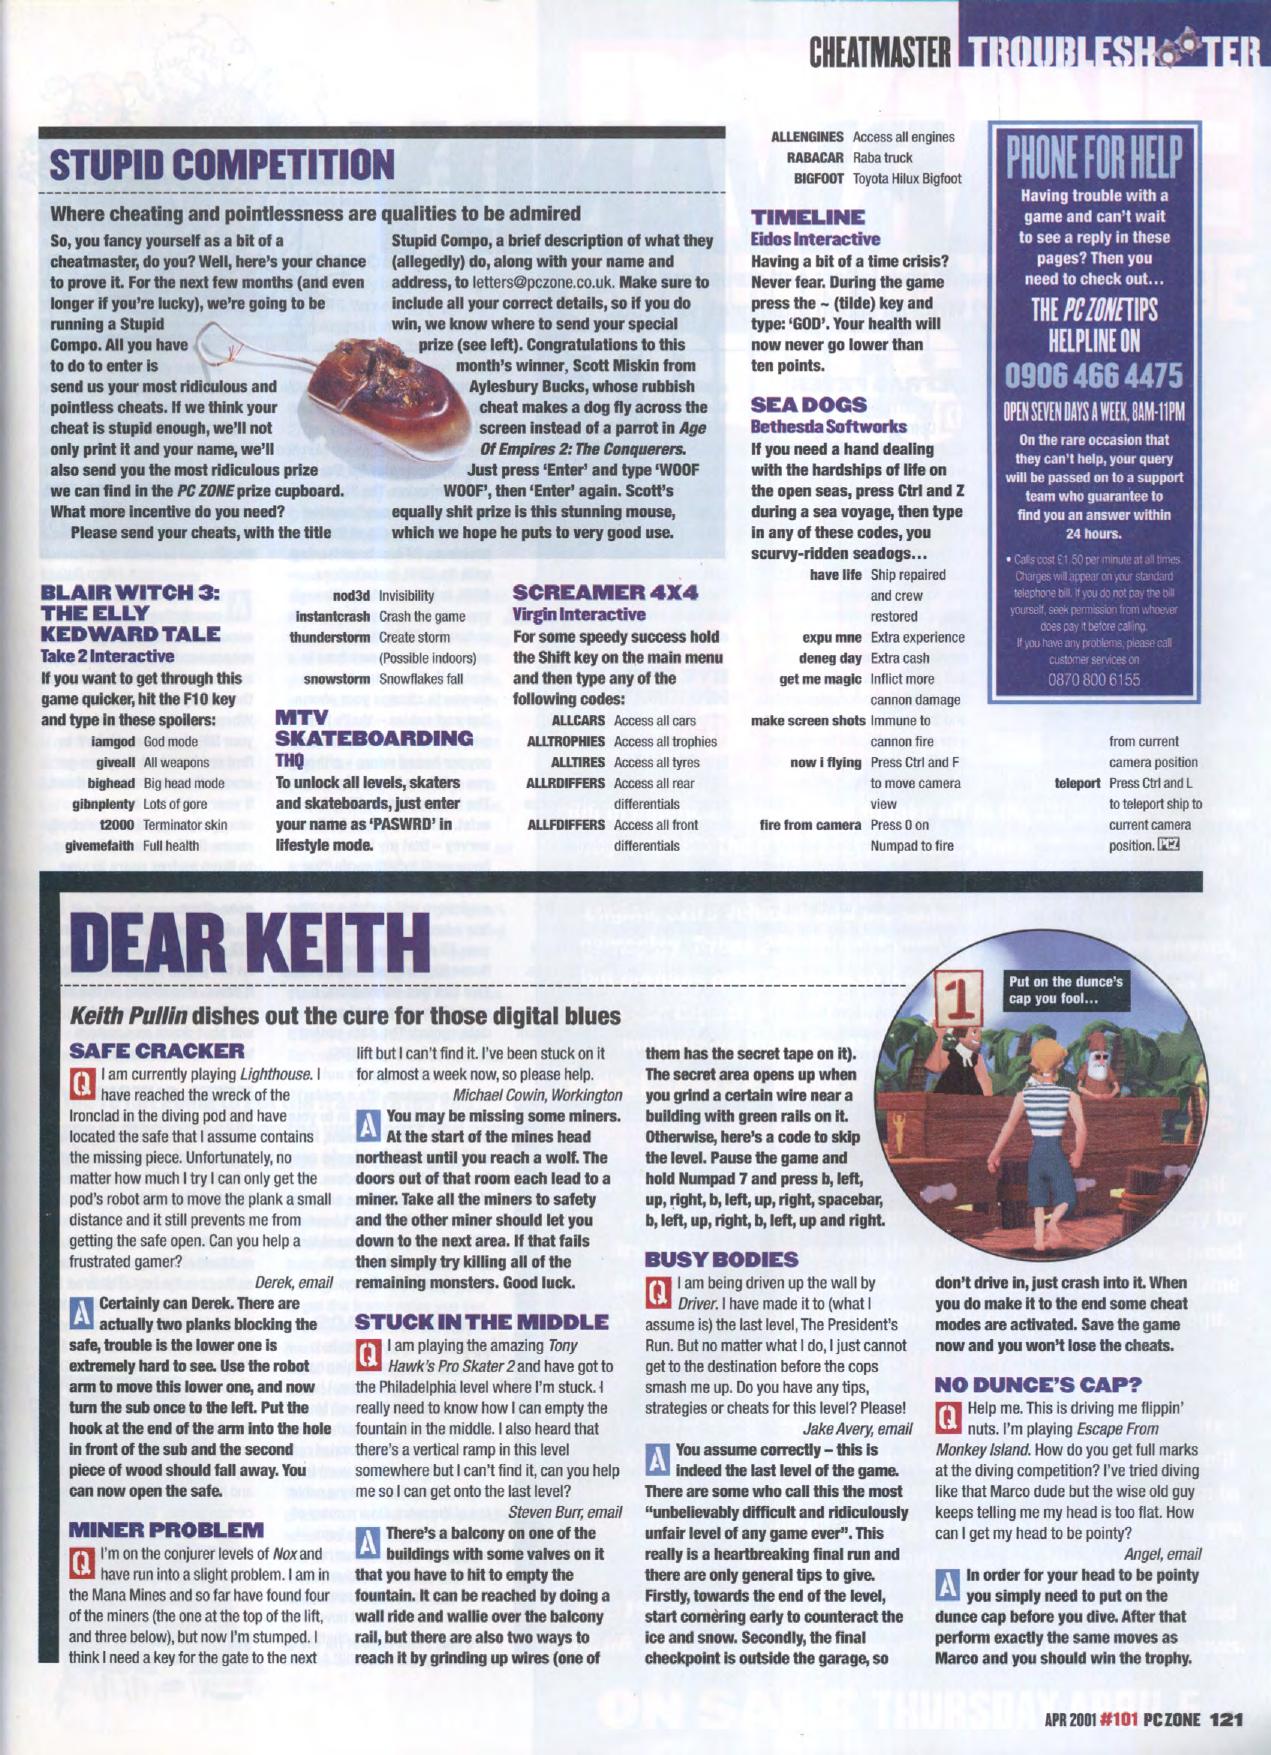 CHEATMASTER TROUBLESHOOTER
STUPID COMPETITION
Where cheating and pointlessness are qualities to be admired
So, you fancy yourself as a bit of a
cheatmaster, do you? Well, here's your chance
to prove it. For the next few months (and even
longer if you're lucky), we're going to be
running a Stupid
Compo. All you have
to do to enter is
send us your most ridiculous and
pointless cheats. If we think your
cheat is stupid enough, we'll not
only print it and your name, we'll
also send you the most ridiculous prize
we can find in the PC ZONE prize cupboard.
What more incentive do you need?
Please send your cheats, with the title
Stupid Compo, a brief description of what they
(allegedly) do, along with your name and
address, to letters@pczone.co.uk. Make sure to
include all your correct details, so if you do
win, we know where to send your special
prize (see left). Congratulations to this
month's winner, Scott Miskin from
Aylesbury Bucks, whose rubbish
cheat makes a dog fly across the
screen instead of a parrot in Age
Of Empires 2: The Conquerers.
Just press 'Enter' and type 'WOOF
WOOF', then 'Enter' again. Scott's
equally shit prize is this stunning mouse,
which we hope he puts to very good use.
BLAIR WITCH 3:
THE ELLY
KEDWARD TALE
Take 2 Interactive
If you want to get through this
game quicker, hit the F10 key
and type in these spoilers:
iamgod God mode
giveall All weapons
bighead Big head mode
gibnplenty Lots of gore
t2000 Terminator skin
givemefaith Full health
nod3d Invisibility
instantcrash Crash the game
thunderstorm Create storm
(Possible indoors)
snowstorm Snowflakes fall
MTV
SKATEBOARDING
THQ
To unlock all levels, skaters
and skateboards, just enter
your name as 'PASWRD' in
lifestyle mode.
SCREAMER 4X4
Virgin Interactive
For some speedy success hold
the Shift key on the main menu
and then type any of the
following codes:
ALLCARS Access all cars
ALLTROPHIES Access all trophies
ALLTIRES Access all tyres
ALLRDIFFERS Access all rear
differentials
ALLFDIFFERS Access all front
differentials
ALLENGINES Access all engines
RABACAR Raba truck
BIGFOOT Toyota Hilux Bigfoot
TIMELINE
Eidos Interactive
Having a bit of a time crisis?
Never fear. During the game
press the ~ (tilde) key and
type: 'GOD'. Your health will
now never go lower than
ten points.
SEA DOGS
Bethesda Softworks
If you need a hand dealing
with the hardships of life on
the open seas, press Ctrl and Z
during a sea voyage, then type
in any of these codes, you
scurvy-ridden seadogs...
have life Ship repaired
and crew
restored
expu mne Extra experience
deneg day Extra cash
get me magic Inflict more
cannon damage
make screen shots Immune to
cannon fire
now i flying Press Ctrl and F
to move camera
view
fire from camera Press 0 on
Numpad to fire
from current
camera position
teleport Press Ctrl and L
to teleport ship to
current camera
position. PCZ
PHONE FOR HELP
Having trouble with a
game and can't wait
to see a reply in these
pages? Then you
need to check out...
THE PC ZONE TIPS
HELPLINE ON
0906 466 4475
OPEN SEVEN DAYS A WEEK, 8AM-11PM
On the rare occasion that
they can't help, your query
will be passed on to a support
team who guarantee to
find you an answer within
24 hours.
• Calls cost £1.50 per minute at all times.
Charges will appear on your standard
telephone bill. If you do not pay the bill
yourself, seek permission from whoever
does pay it before calling.
If you have any problems, please call
customer services on
0870 800 6155
DEAR KEITH
Keith Pullin dishes out the cure for those digital blues
SAFE CRACKER
Q I am currently playing Lighthouse. I
have reached the wreck of the
Ironclad in the diving pod and have
located the safe that I assume contains
the missing piece. Unfortunately, no
matter how much I try I can only get the
pod's robot arm to move the plank a small
distance and it still prevents me from
getting the safe open. Can you help a
frustrated gamer?
Derek, email
A Certainly can Derek. There are
actually two planks blocking the
safe, trouble is the lower one is
extremely hard to see. Use the robot
arm to move this lower one, and now
turn the sub once to the left. Put the
hook at the end of the arm into the hole
in front of the sub and the second
piece of wood should fall away. You
can now open the safe.
MINER PROBLEM
Q I'm on the conjurer levels of Nox and
have run into a slight problem. I am in
the Mana Mines and so far have found four
of the miners (the one at the top of the lift,
and three below), but now I'm stumped. I
think I need a key for the gate to the next
lift but I can't find it. I've been stuck on it
for almost a week now, so please help.
Michael Cowin, Workington
A You may be missing some miners.
At the start of the mines head
northeast until you reach a wolf. The
doors out of that room each lead to a
miner. Take all the miners to safety
and the other miner should let you
down to the next area. If that fails
then simply try killing all of the
remaining monsters. Good luck.
STUCK IN THE MIDDLE
Q I am playing the amazing Tony
Hawk's Pro Skater 2 and have got to
the Philadelphia level where I'm stuck. I
really need to know how I can empty the
fountain in the middle. I also heard that
there's a vertical ramp in this level
somewhere but I can't find it, can you help
me so I can get onto the last level?
Steven Burr, email
A There's a balcony on one of the
buildings with some valves on it
that you have to hit to empty the
fountain. It can be reached by doing a
wall ride and wallie over the balcony
rail, but there are also two ways to
reach it by grinding up wires (one of
them has the secret tape on it).
The secret area opens up when
you grind a certain wire near a
building with green rails on it.
Otherwise, here's a code to skip
the level. Pause the game and
hold Numpad 7 and press b, left,
up, right, b, left, up, right, spacebar,
b, left, up, right, b, left, up and right.
BUSY BODIES
Q I am being driven up the wall by
Driver. I have made it to (what I
assume is) the last level, The President's
Run. But no matter what I do, I just cannot
get to the destination before the cops
smash me up. Do you have any tips,
strategies or cheats for this level? Please!
Jake Avery, email
A You assume correctly – this is
indeed the last level of the game.
There are some who call this the most
"unbelievably difficult and ridiculously
unfair level of any game ever". This
really is a heartbreaking final run and
there are only general tips to give.
Firstly, towards the end of the level,
start cornering early to counteract the
ice and snow. Secondly, the final
checkpoint is outside the garage, so
don't drive in, just crash into it. When
you do make it to the end some cheat
modes are activated. Save the game
now and you won't lose the cheats.
1
Put on the dunce's
cap you fool...
NO DUNCE'S CAP?
Q Help me. This is driving me flippin'
nuts. I'm playing Escape From
Monkey Island. How do you get full marks
at the diving competition? I've tried diving
like that Marco dude but the wise old guy
keeps telling me my head is too flat. How
can I get my head to be pointy?
Angel, email
A In order for your head to be pointy
you simply need to put on the
dunce cap before you dive. After that
perform exactly the same moves as
Marco and you should win the trophy.
APR 2001 #101 PC ZONE 121